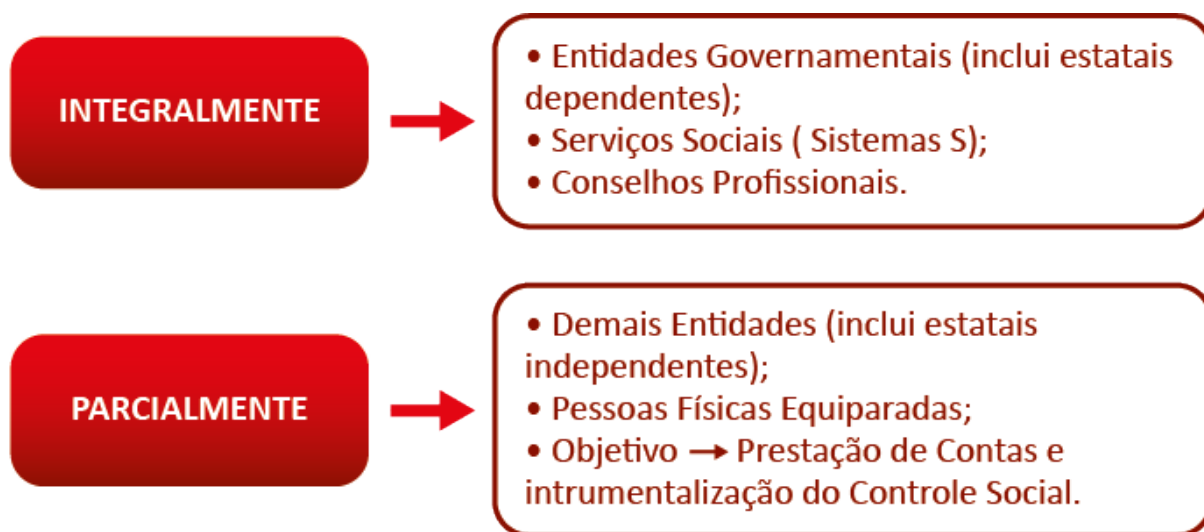 INTEGRALMENTE
• Entidades Governamentais (inclui estatais
dependentes);
• Serviços Sociais ( Sistemas S);
• Conselhos Profissionais.
PARCIALMENTE
• Demais Entidades (inclui estatais
independentes);
• Pessoas Físicas Equiparadas;
• Objetivo → Prestação de Contas e
intrumentalização do Controle Social.